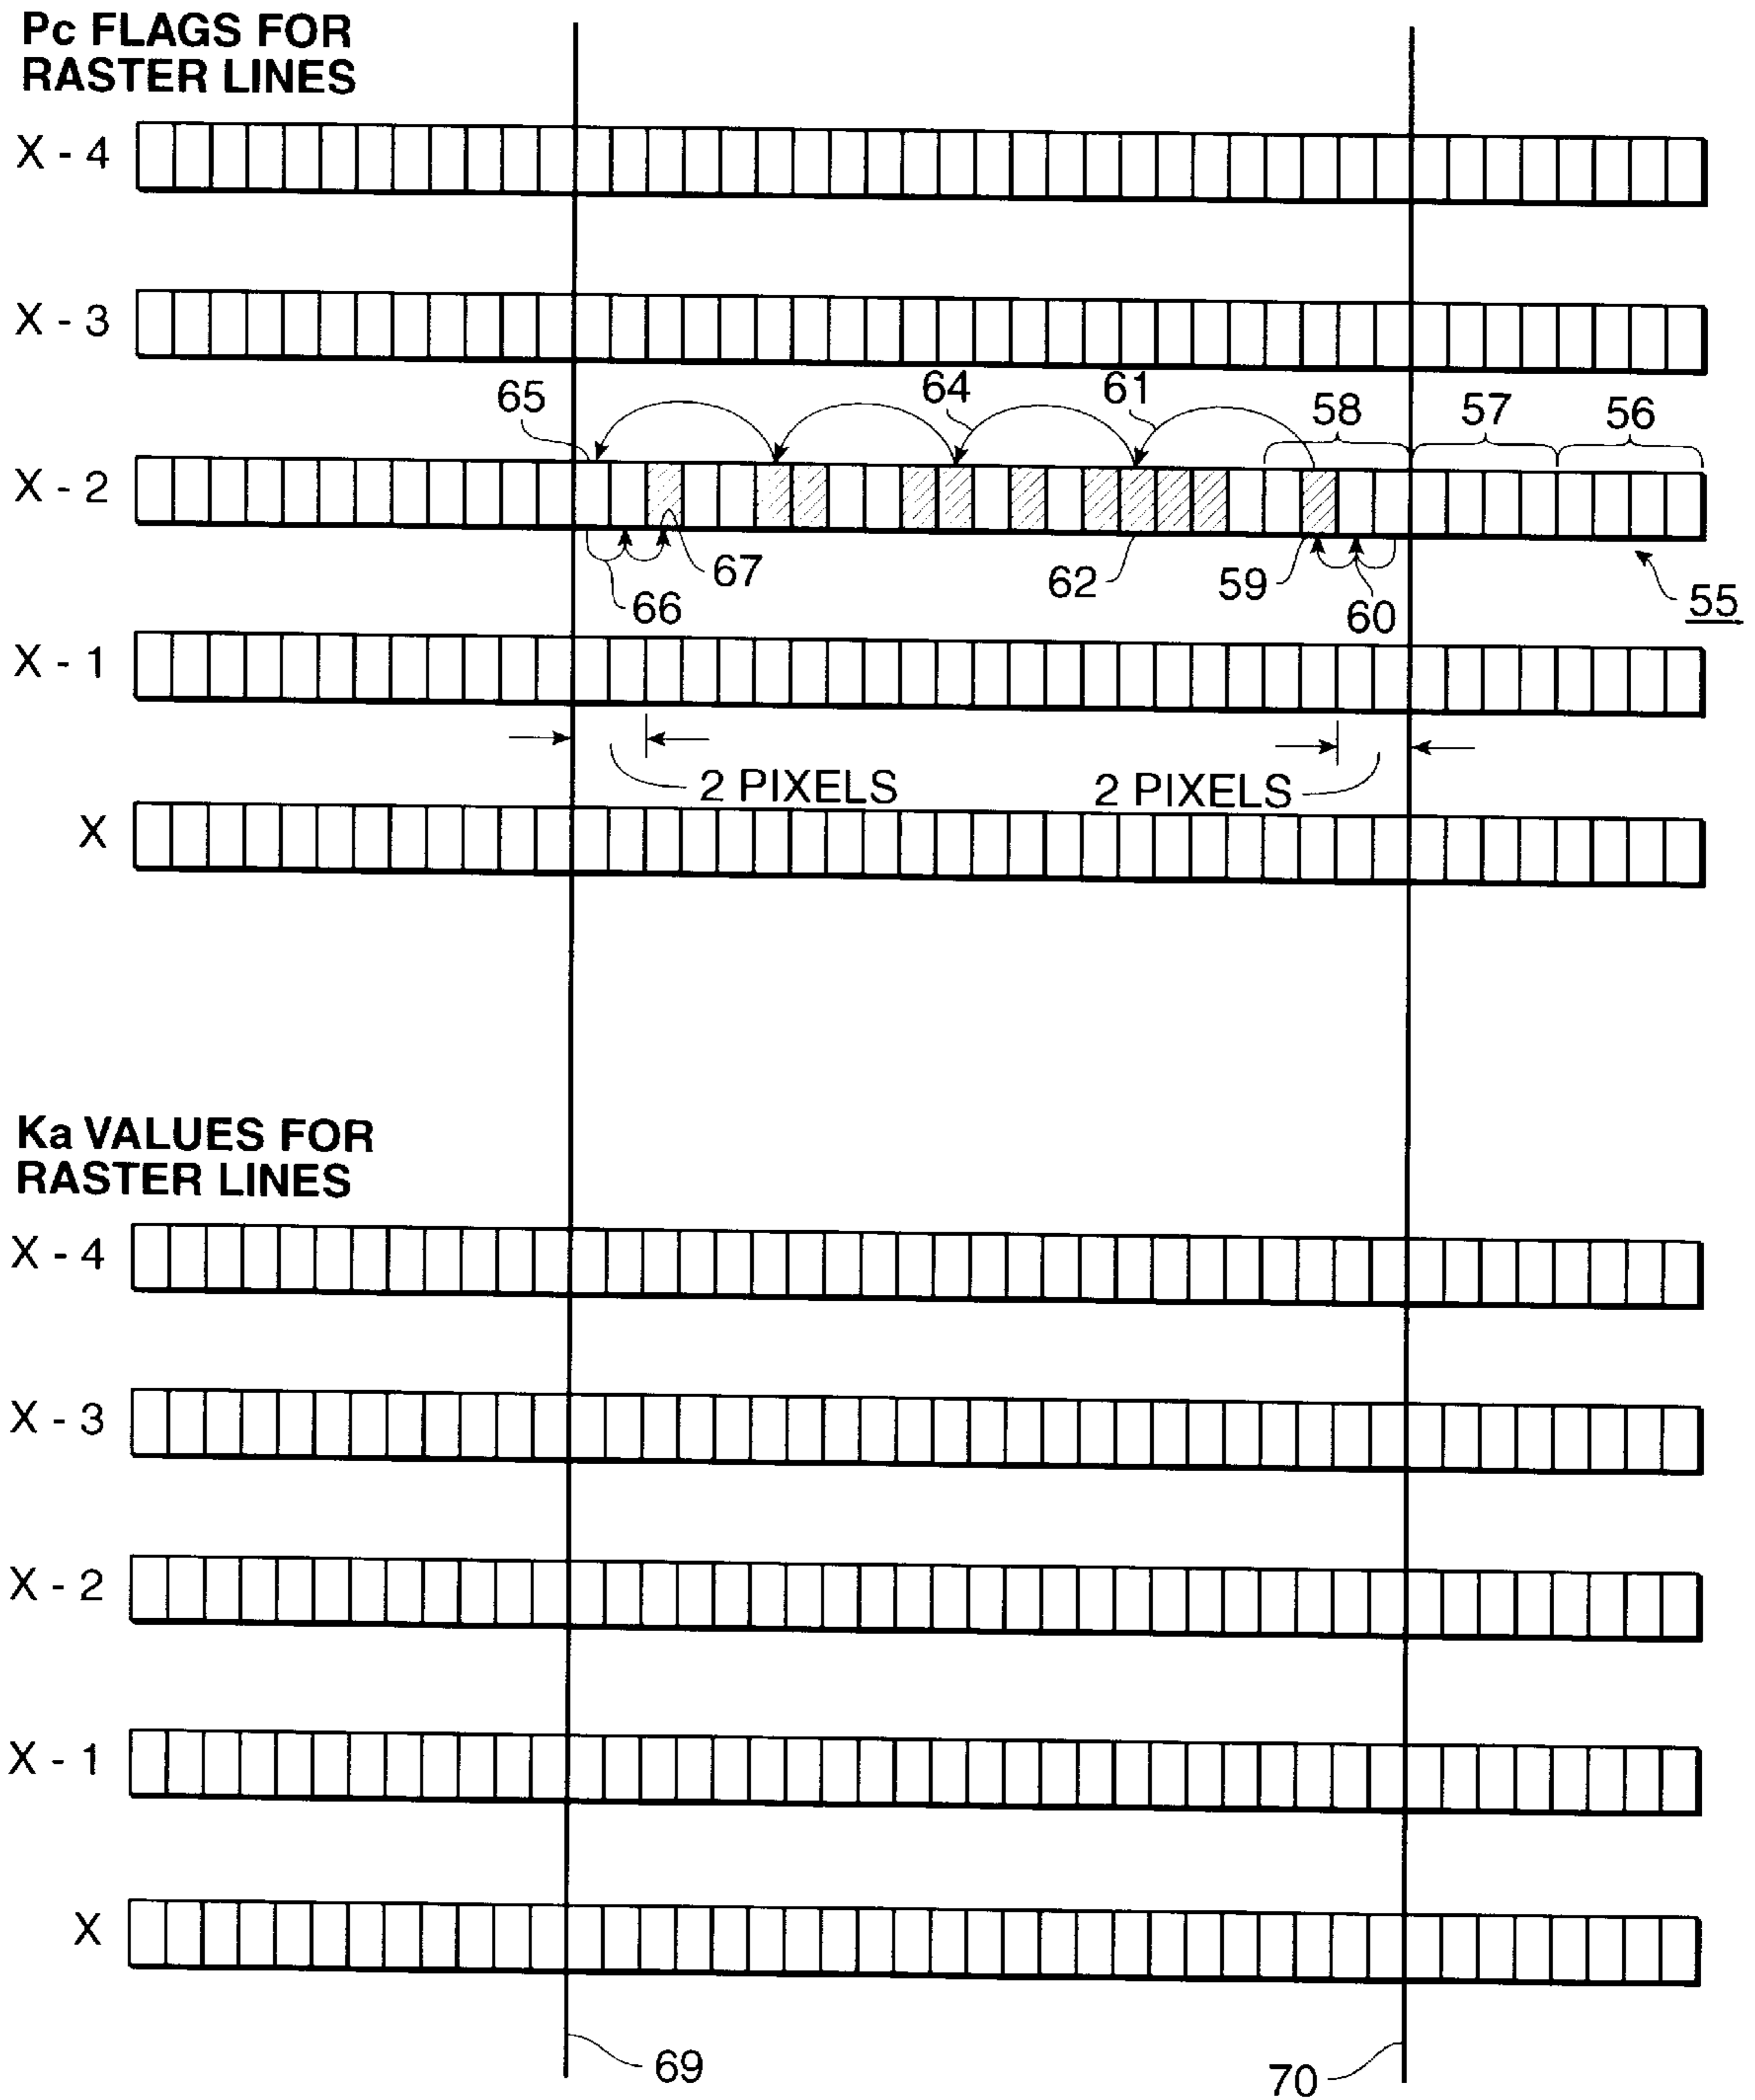 Pc FLAGS FOR
RASTER LINES
X - 4
X - 3
65
64
61
58
57
56
X - 2
67
62
59
66
60
55
X - 1
2 PIXELS
2 PIXELS
X
Ka VALUES FOR
RASTER LINES
X - 4
X - 3
X - 2
X - 1
X
69
70